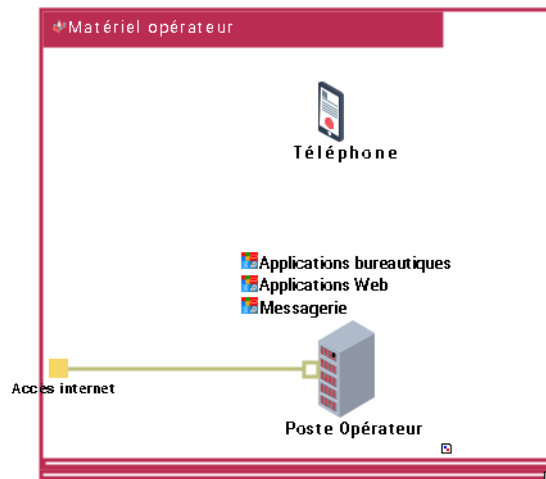 Matériel opérateur
Téléphone
Applications bureautiques
Applications Web
Messagerie
Acces internet
Poste Opérateur